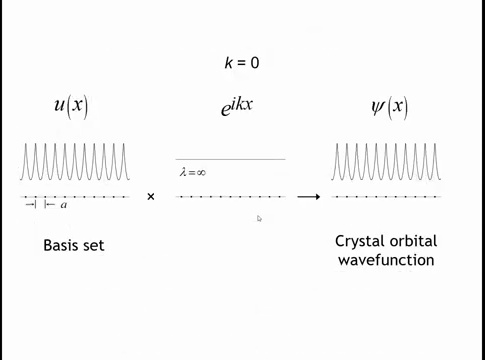 k = 0
u(x)
e^{ikx}
ψ(x)
λ = ∞
a
×
Basis set
Crystal orbital
wavefunction